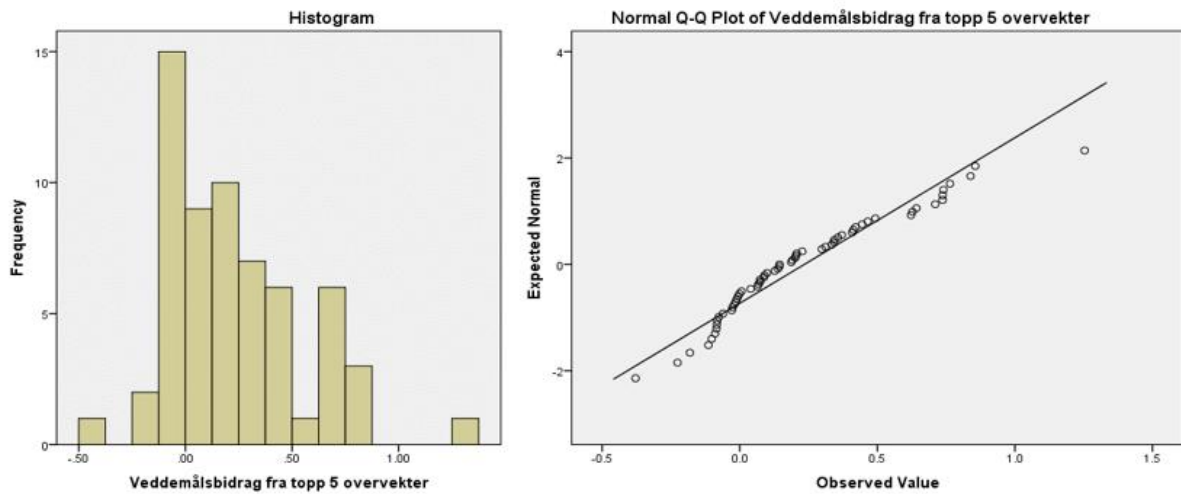 Histogram
15
10
5
0
Frequency
-.50
.00
.50
1.00
Veddemålsbidrag fra topp 5 overvekter
Normal Q-Q Plot of Veddemålsbidrag fra topp 5 overvekter
4
2
0
-2
Expected Normal
-0.5
0.0
0.5
1.0
1.5
Observed Value